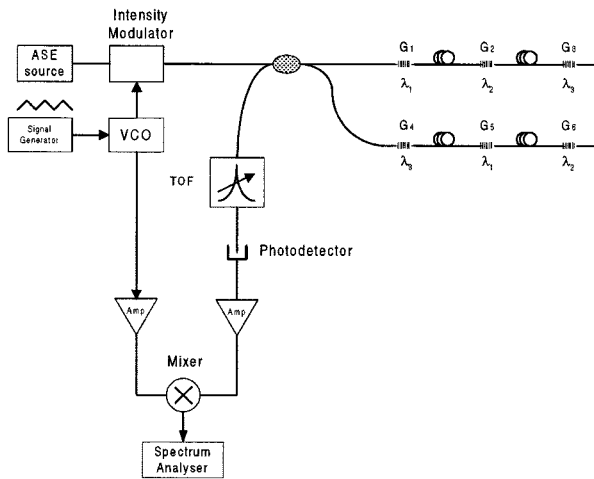 Intensity
Modulator
ASE
source
G1
G2
G3
λ1
λ2
λ3
Signal
Generator
VCO
G4
G5
G6
λ3
λ1
λ2
TOF
Photodetector
Amp
Amp
Mixer
Spectrum
Analyser